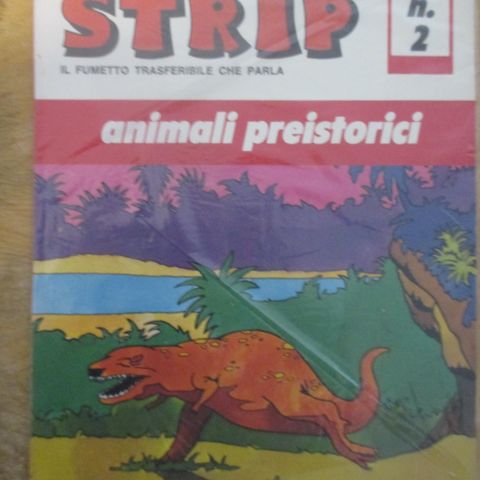 STRIP
n.
2
IL FUMETTO TRASFERIBILE CHE PARLA
animali preistorici